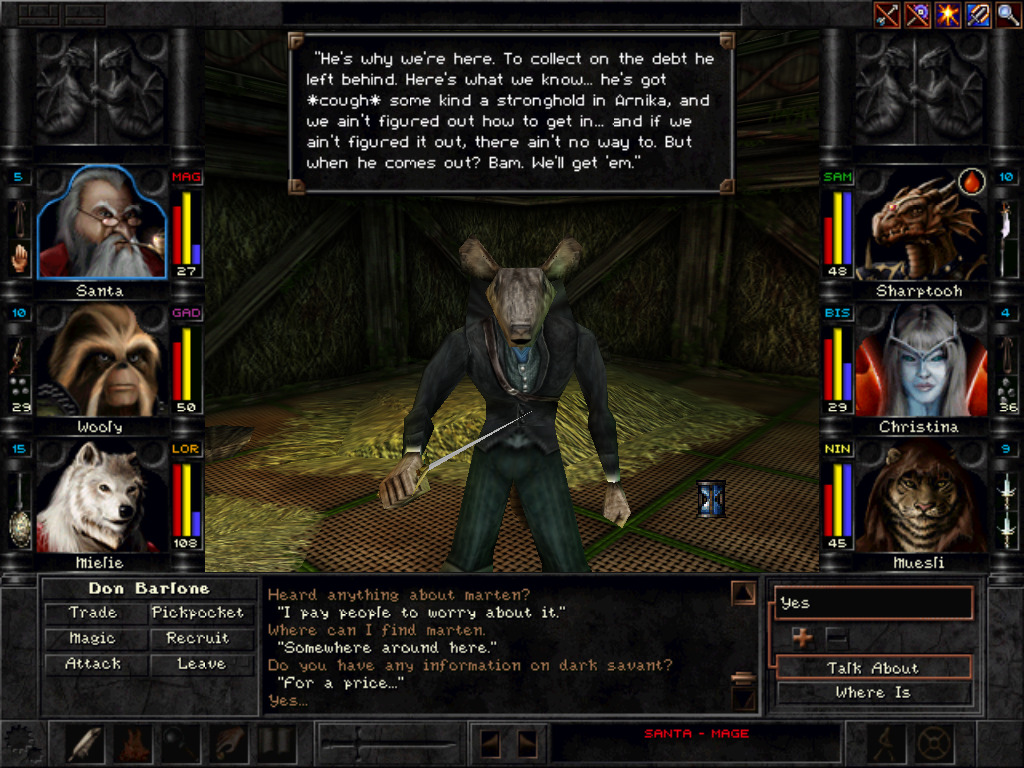 "He's why we're here. To collect on the debt he
left behind. Here's what we know... he's got
*cough* some kind a stronghold in Arnika, and
we ain't figured out how to get in... and if we
ain't figured it out, there ain't no way to. But
when he comes out? Bam. We'll get 'em."
5
MAG
27
Santa
SAM
10
48
Sharptooh
10
GAD
29
50
Woofy
BIS
4
29
36
Christina
15
LOR
108
Mielie
NIN
9
45
Muesli
Don Barlone
Trade
Pickpocket
Magic
Recruit
Attack
Leave
Heard anything about marten?
"I pay people to worry about it."
Where can I find marten.
"Somewhere around here."
Do you have any information on dark savant?
"For a price..."
Yes...
Yes
Talk About
Where Is
SANTA - MAGE